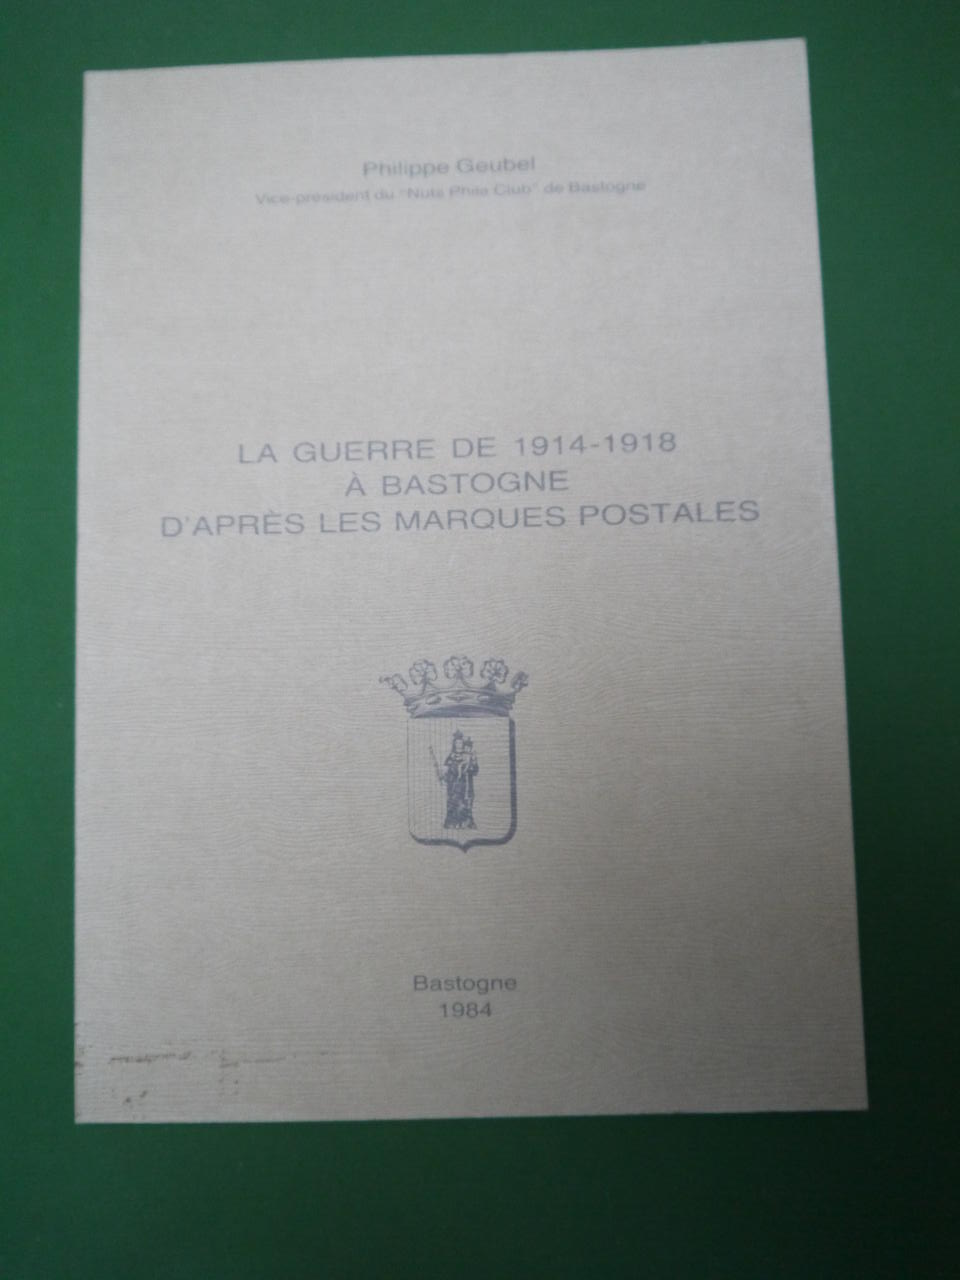 Philippe Geubel
Vice-président du "Nuts Phila Club" de Bastogne
LA GUERRE DE 1914-1918
À BASTOGNE
D'APRÈS LES MARQUES POSTALES
Bastogne
1984